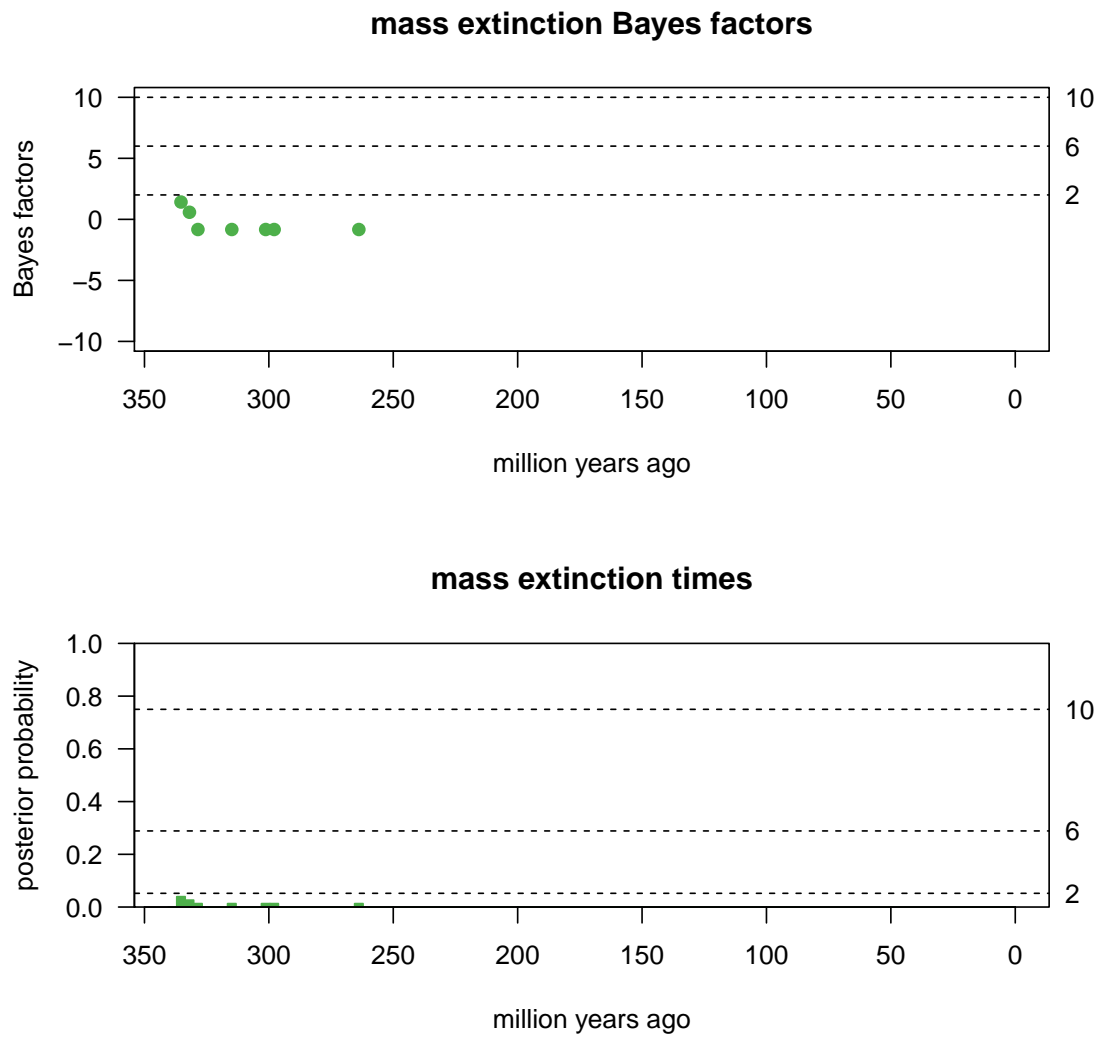 mass extinction Bayes factors
Bayes factors
10
5
0
−5
−10
10
6
2
350 300 250 200 150 100 50 0
million years ago
mass extinction times
posterior probability
1.0
0.8
0.6
0.4
0.2
0.0
10
6
2
350 300 250 200 150 100 50 0
million years ago